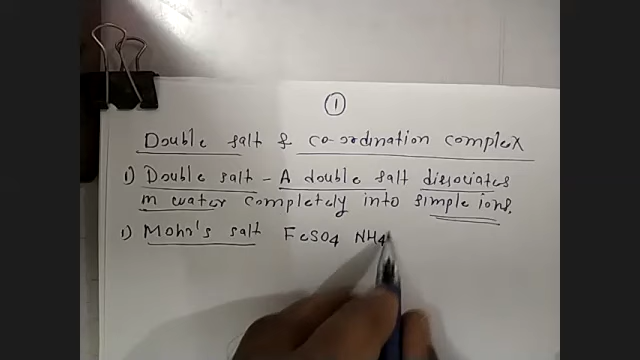 ①
Double salt & co-ordination complex
1) Double salt - A double salt dissociates
in water completely into simple ions.
1) Mohr's salt FeSO4 NH4